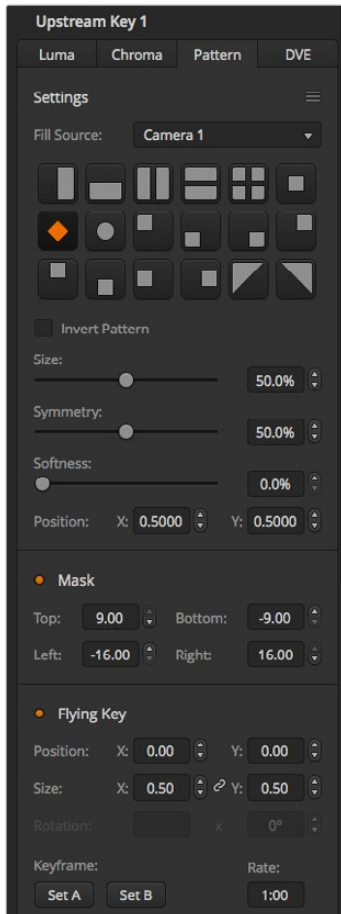 Upstream Key 1
Luma Chroma Pattern DVE
Settings
Fill Source: Camera 1
Invert Pattern
Size:
50.0%
Symmetry:
50.0%
Softness:
0.0%
Position: X: 0.5000 Y: 0.5000
Mask
Top: 9.00 Bottom: -9.00
Left: -16.00 Right: 16.00
Flying Key
Position: X: 0.00 Y: 0.00
Size: X: 0.50 Y: 0.50
Rotation: x 0°
Keyframe: Rate:
Set A Set B 1:00